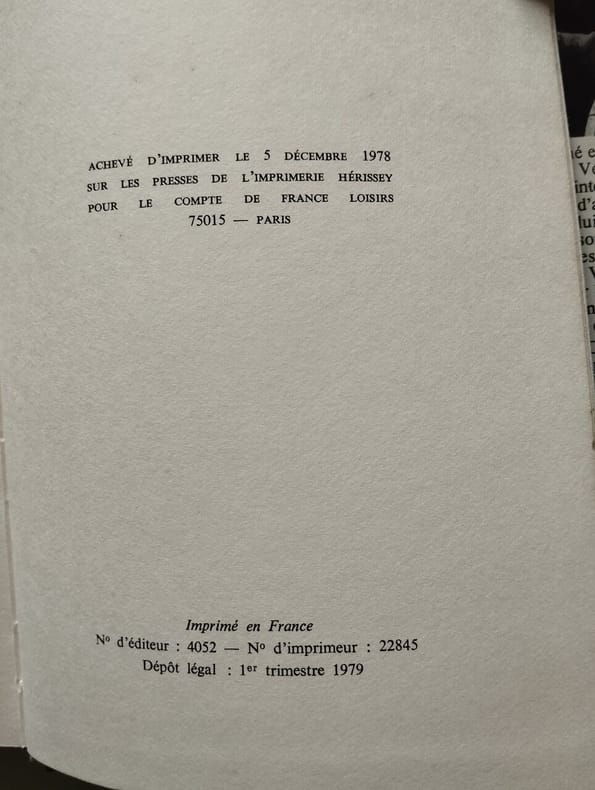 ACHEVÉ D'IMPRIMER LE 5 DÉCEMBRE 1978
SUR LES PRESSES DE L'IMPRIMERIE HÉRISSEY
POUR LE COMPTE DE FRANCE LOISIRS
75015 — PARIS
Imprimé en France
Nº d'éditeur : 4052 — Nº d'imprimeur : 22845
Dépôt légal : 1er trimestre 1979